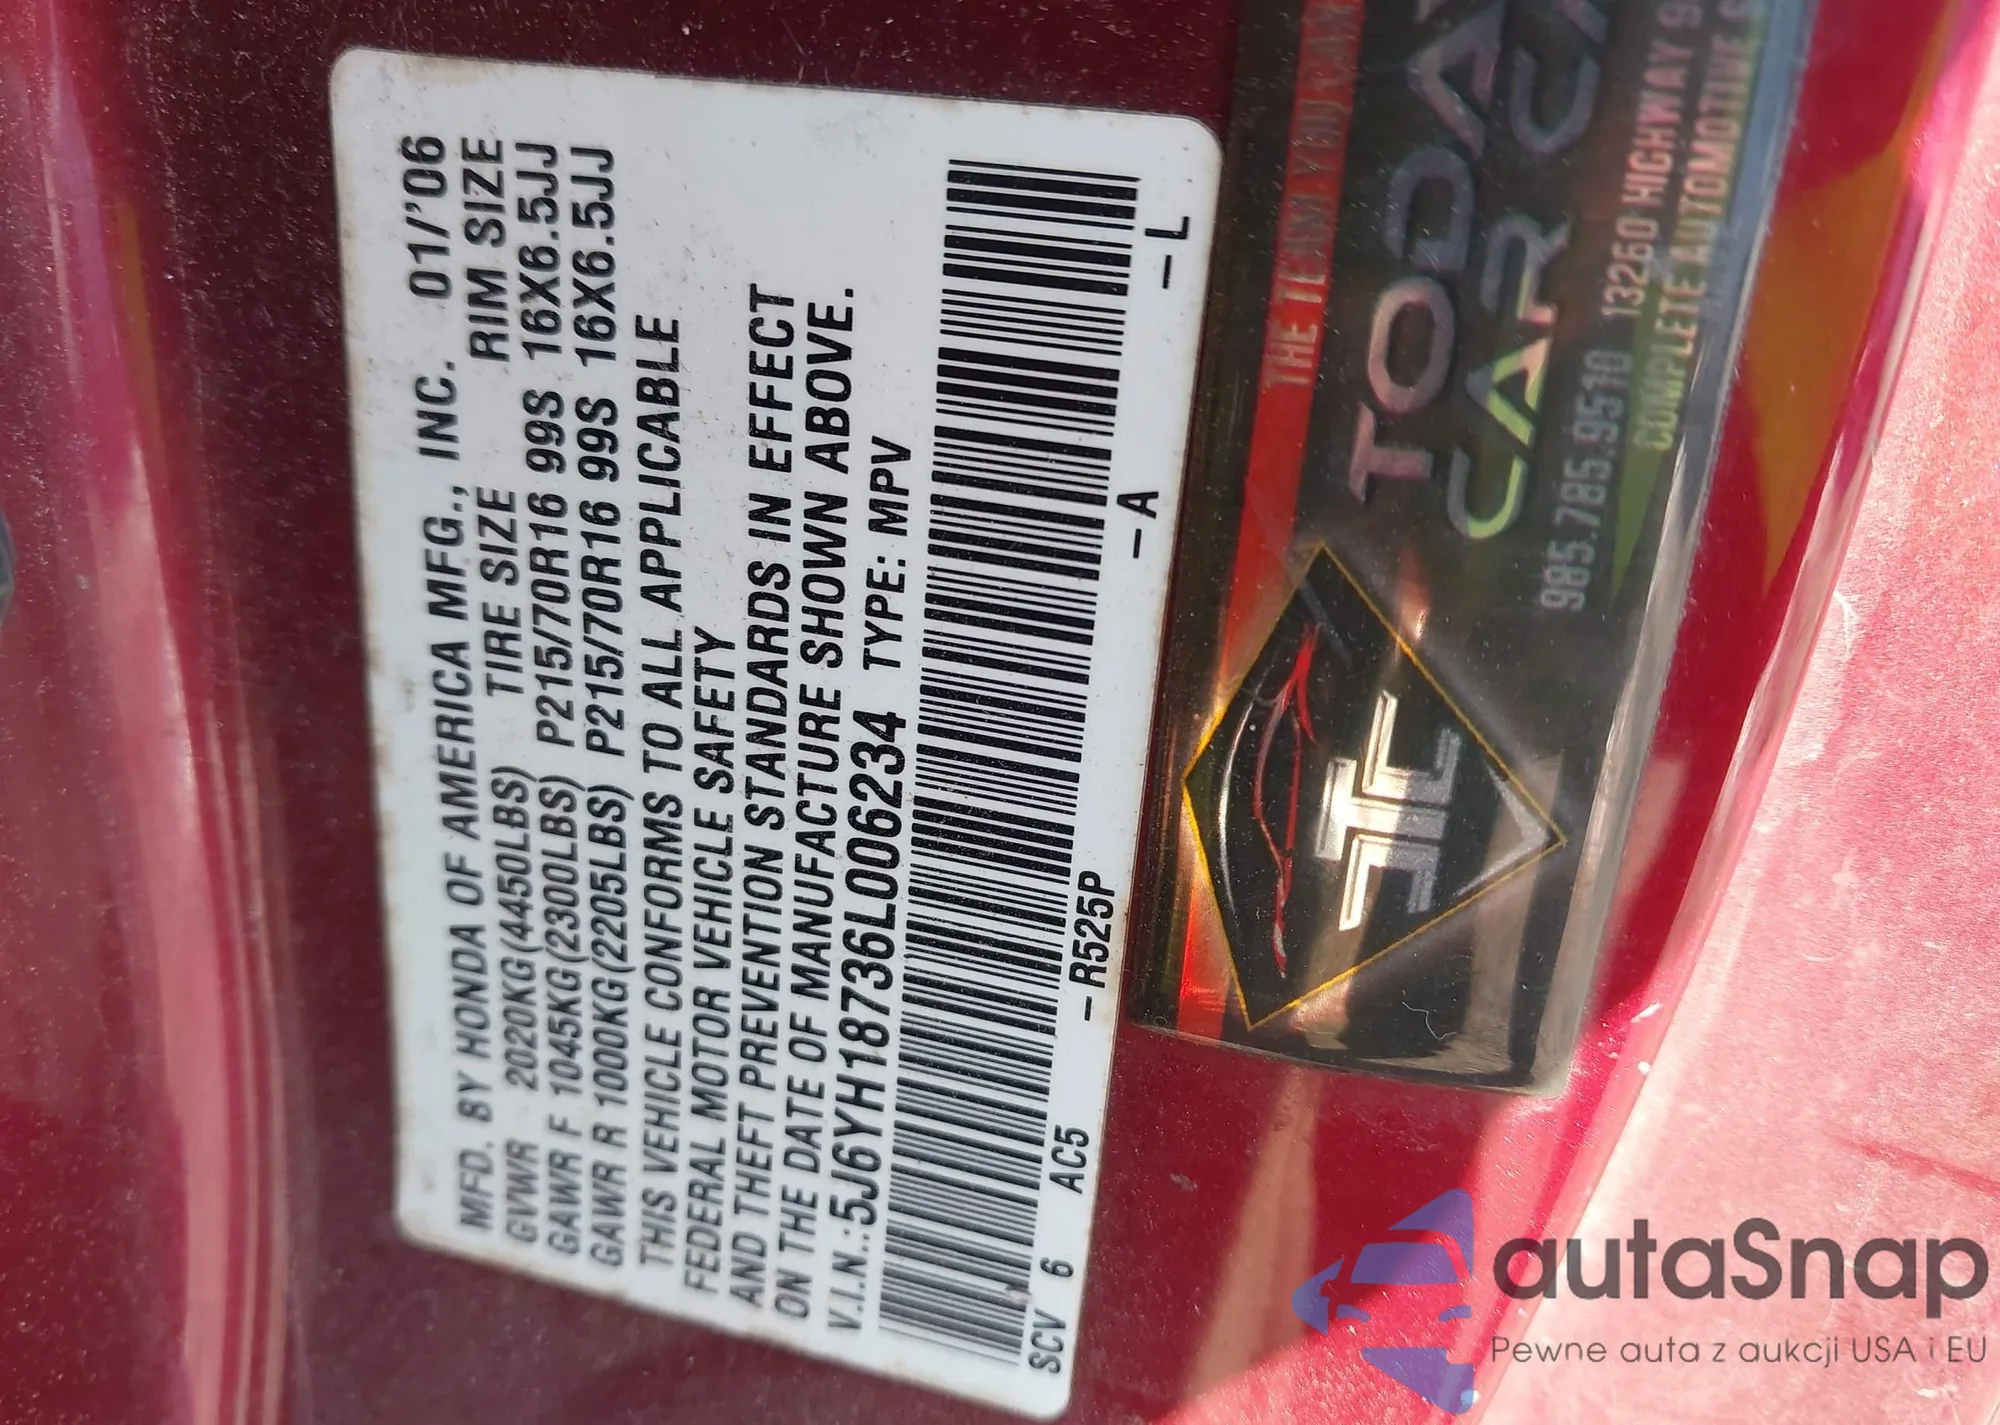 MFD. BY HONDA OF AMERICA MFG., INC. 01/'06
GVWR 2020KG(4450LBS) TIRE SIZE RIM SIZE
GAWR F 1045KG(2300LBS) P215/70R16 99S 16X6.5JJ
GAWR R 1000KG(2205LBS) P215/70R16 99S 16X6.5JJ
THIS VEHICLE CONFORMS TO ALL APPLICABLE
FEDERAL MOTOR VEHICLE SAFETY
AND THEFT PREVENTION STANDARDS IN EFFECT
ON THE DATE OF MANUFACTURE SHOWN ABOVE.
V.I.N.:5J6YH18736L006234 TYPE: MPV
SCV 6 AC5 –R525P –A –L
THE TEAM YOU CAN
TODAY
CAR
985.785.9510 13260 HIGHWAY
COMPLETE AUTOMOTIVE
autaSnap
Pewne auta z aukcji USA i EU